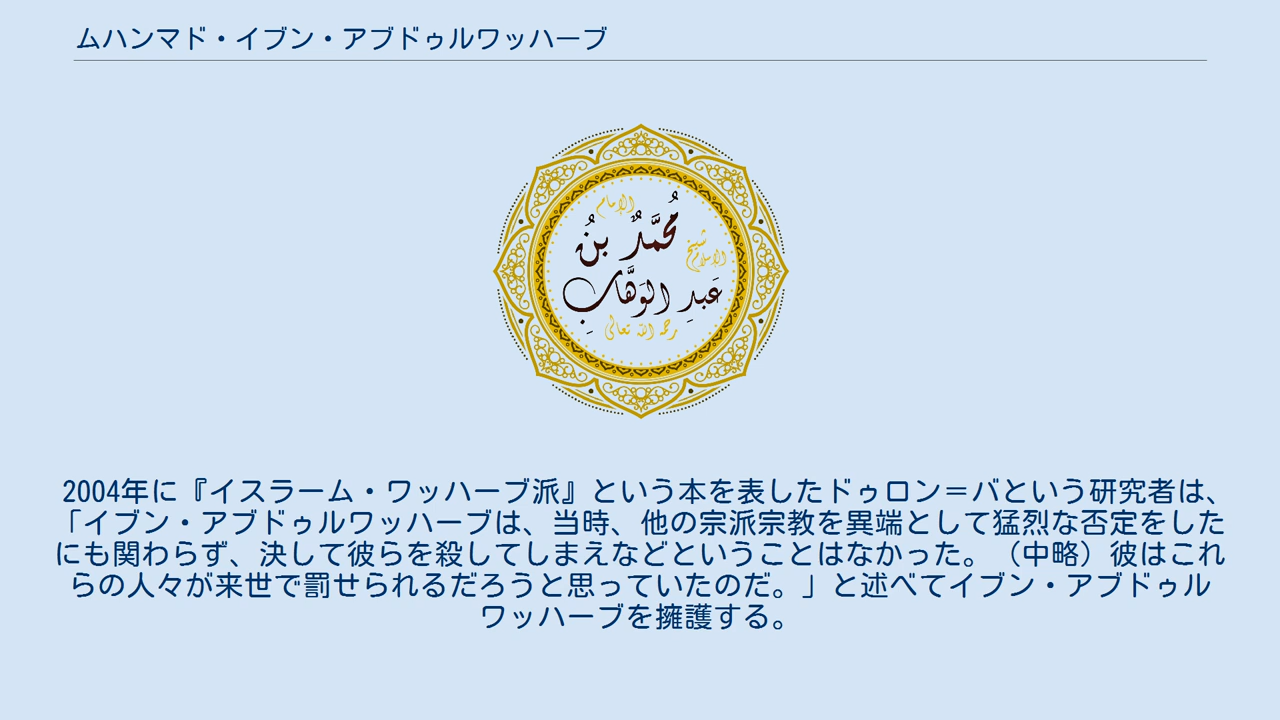 ムハンマド・イブン・アブドゥルワッハーブ
الإمام
مُحَمَّدُ بنُ
شيخ الإسلام
عَبدِ الوَهَّابِ
رحمه الله تعالى
2004年に『イスラーム・ワッハーブ派』という本を表したドゥロン＝バという研究者は、
「イブン・アブドゥルワッハーブは、当時、他の宗派宗教を異端として猛烈な否定をした
にも関わらず、決して彼らを殺してしまえなどということはなかった。（中略）彼はこれ
らの人々が来世で罰せられるだろうと思っていたのだ。」と述べてイブン・アブドゥル
ワッハーブを擁護する。